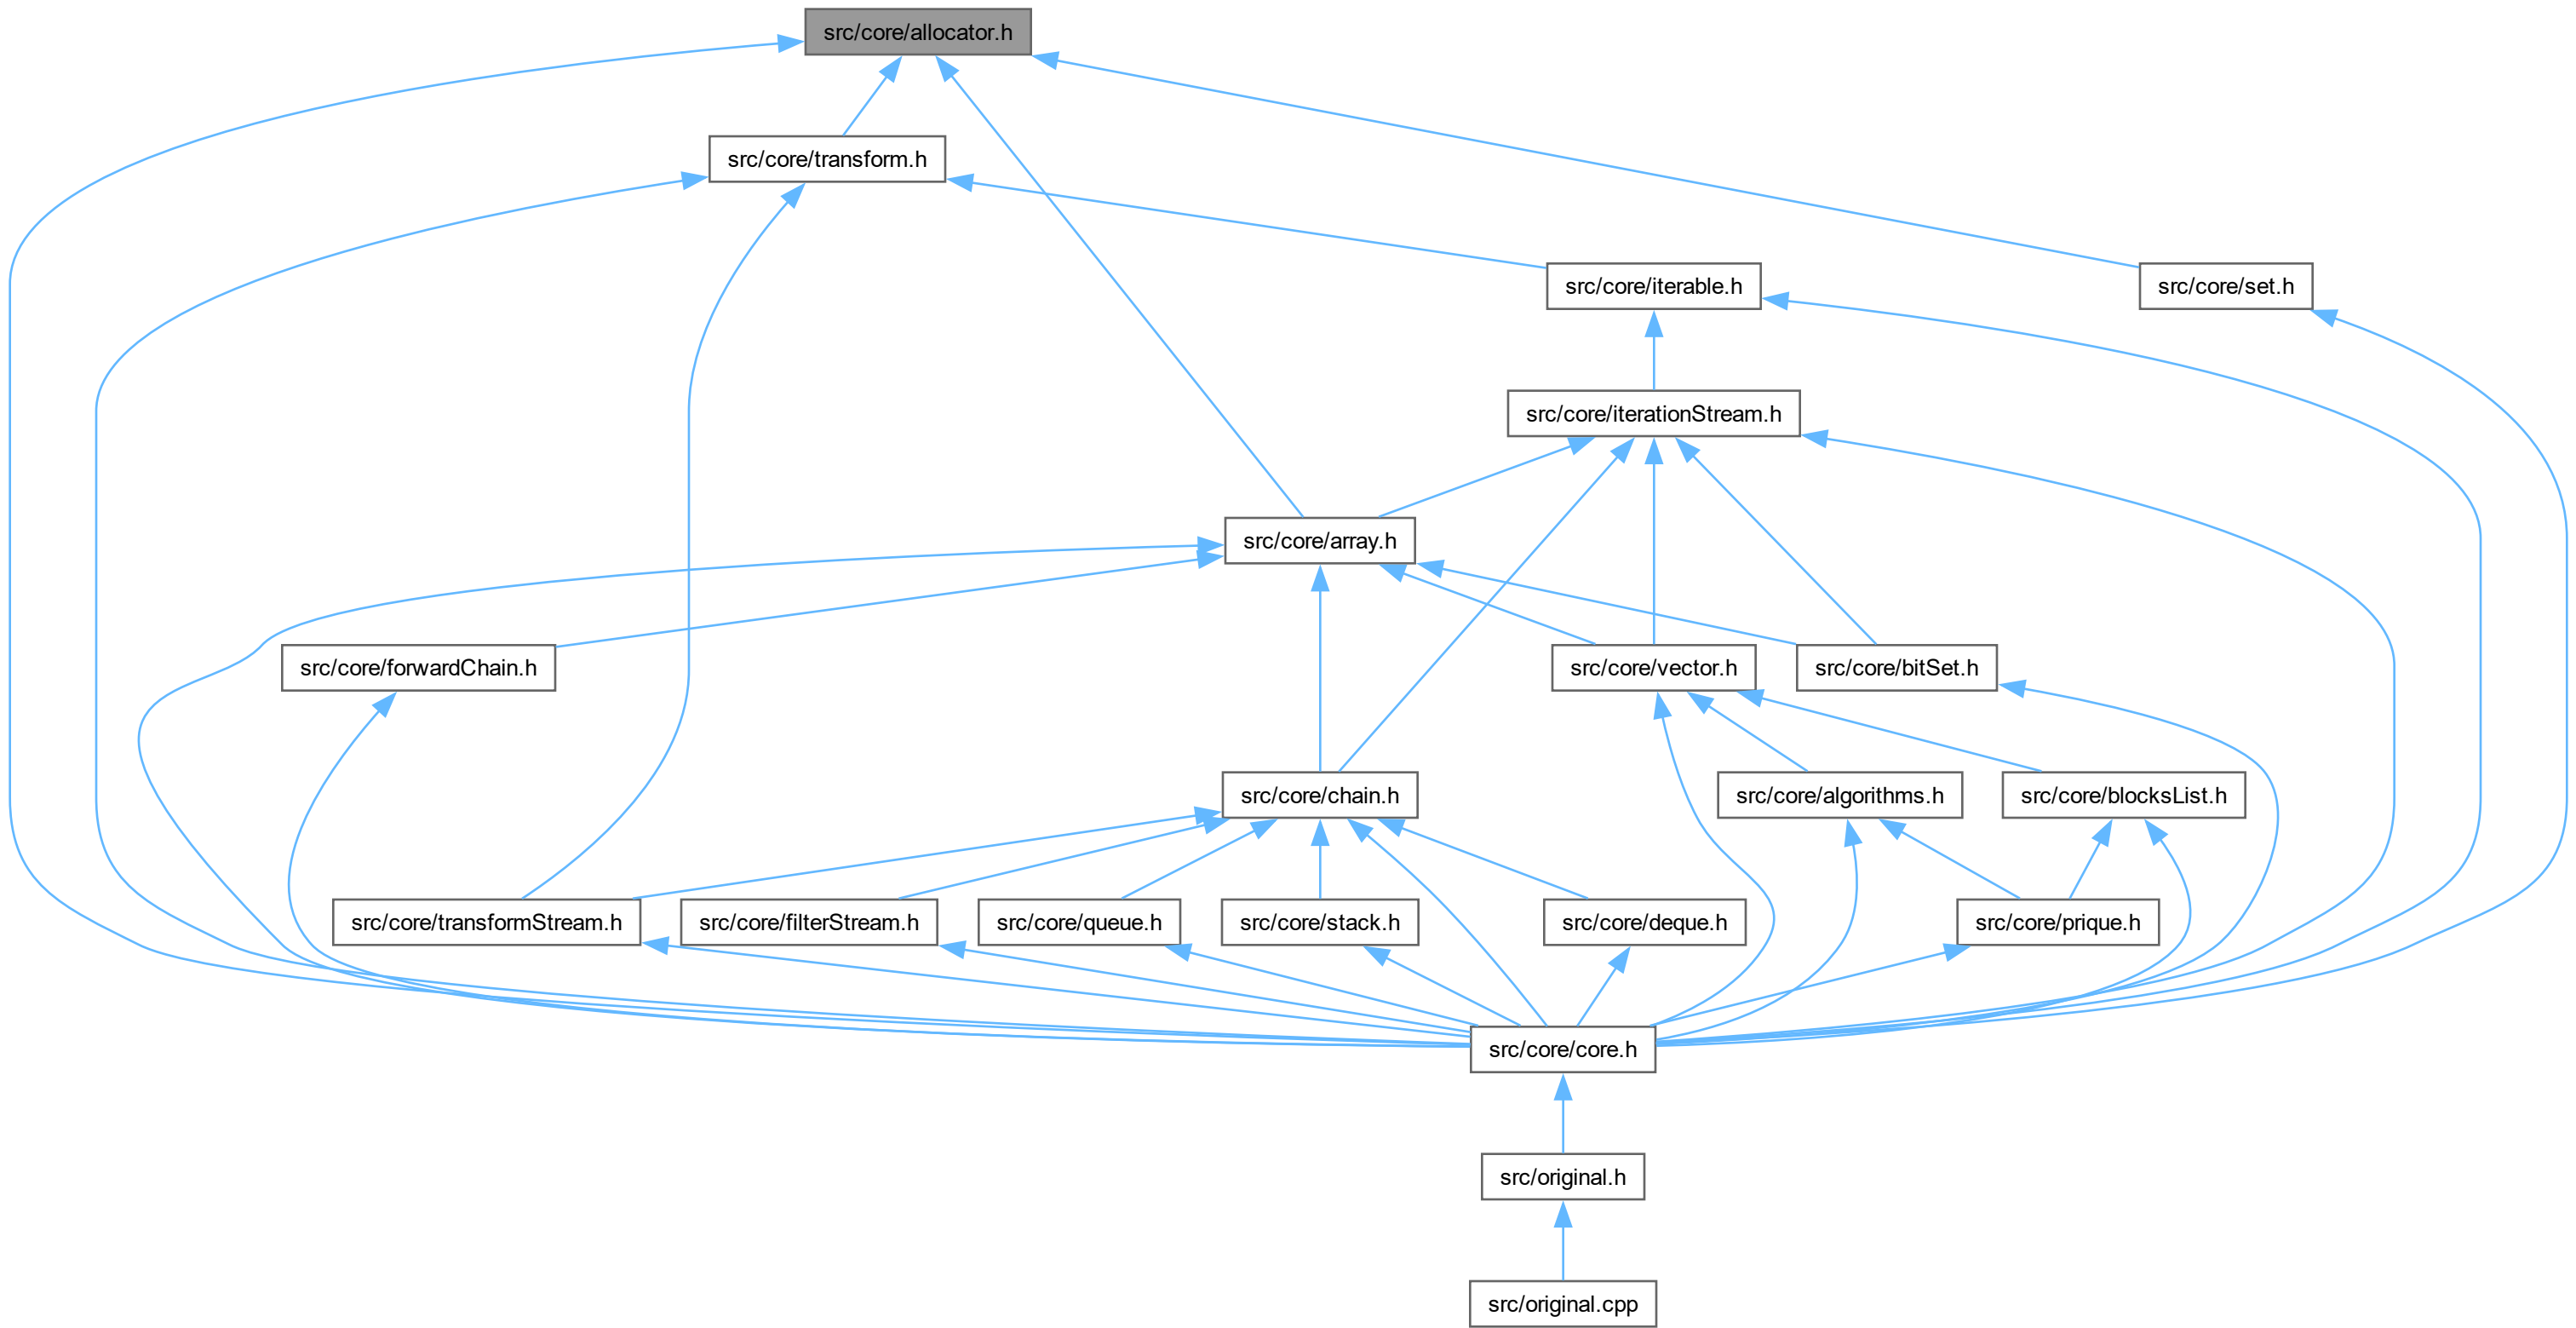 src/core/allocator.h
src/core/transform.h
src/core/iterable.h
src/core/set.h
src/core/iterationStream.h
src/core/array.h
src/core/forwardChain.h
src/core/vector.h
src/core/bitSet.h
src/core/chain.h
src/core/algorithms.h
src/core/blocksList.h
src/core/transformStream.h
src/core/filterStream.h
src/core/queue.h
src/core/stack.h
src/core/deque.h
src/core/prique.h
src/core/core.h
src/original.h
src/original.cpp